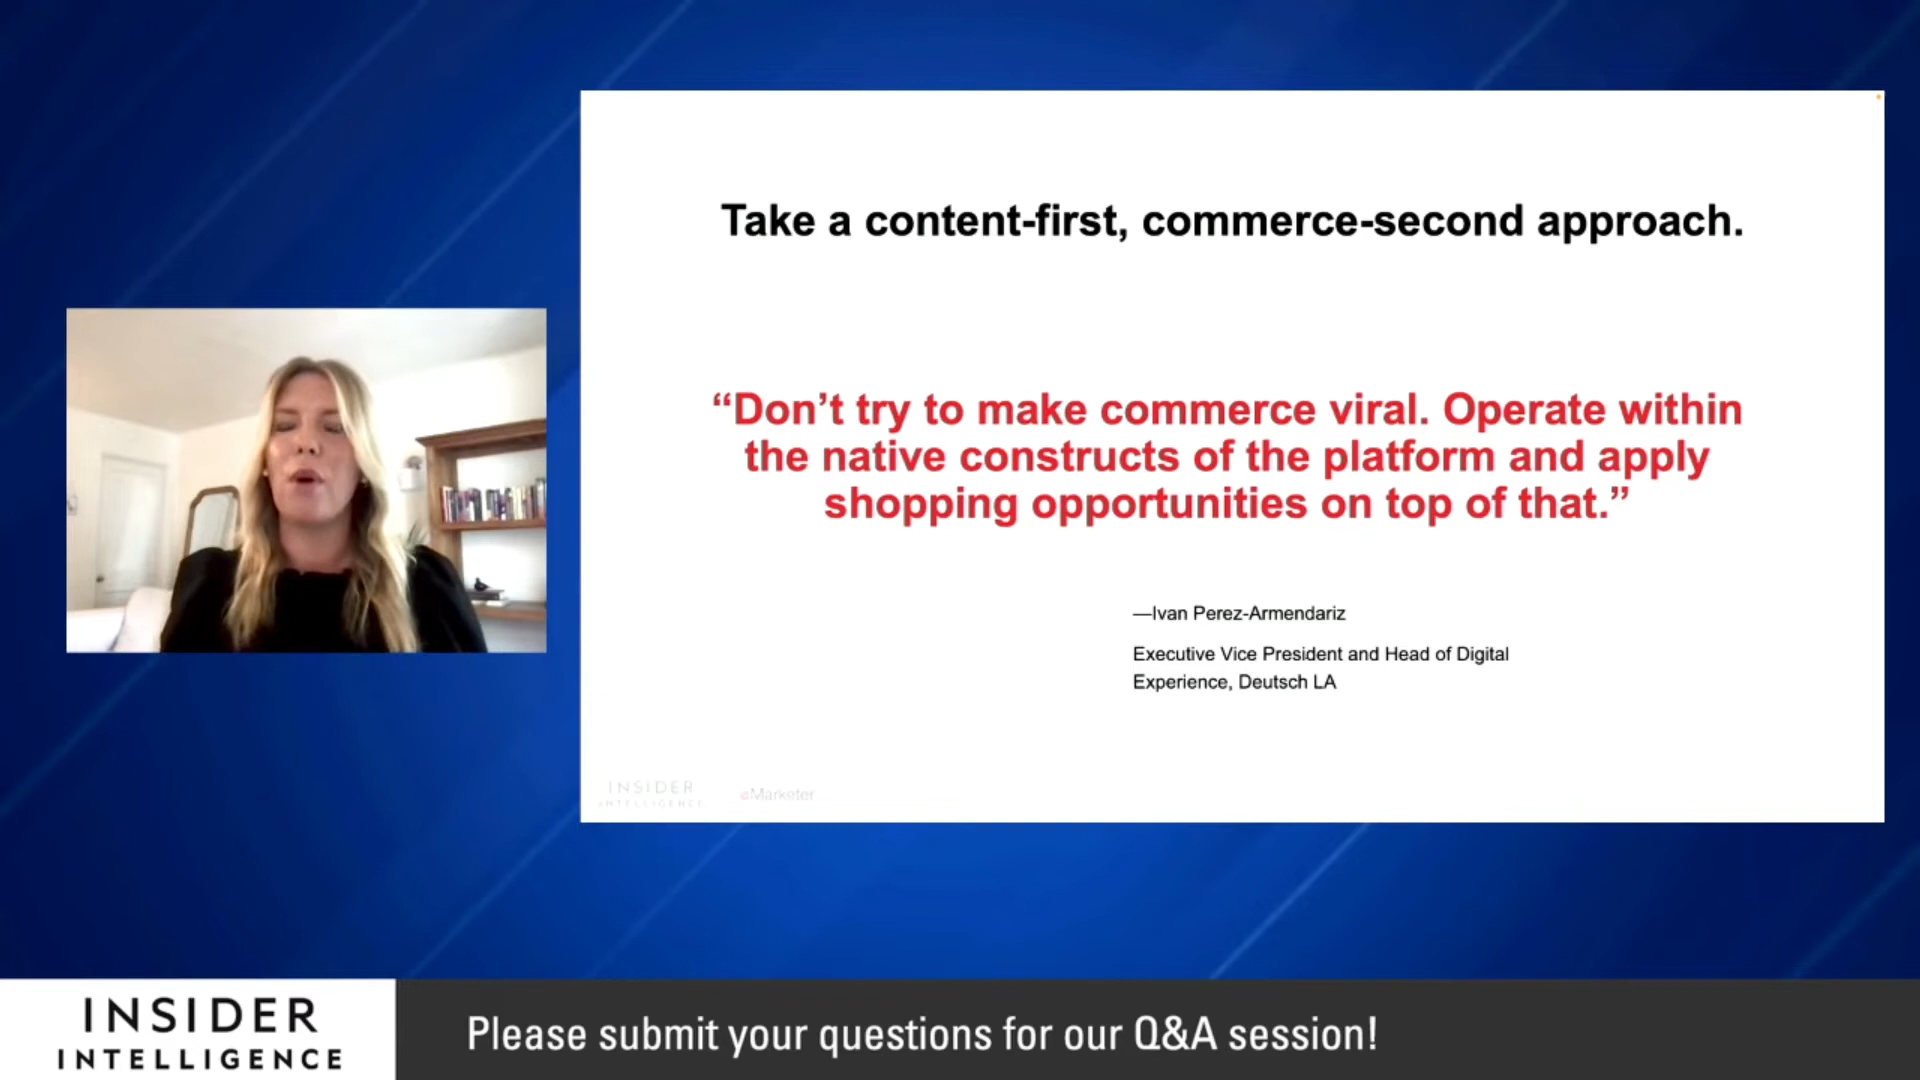 Take a content-first, commerce-second approach.
“Don’t try to make commerce viral. Operate within
the native constructs of the platform and apply
shopping opportunities on top of that.”
—Ivan Perez-Armendariz
Executive Vice President and Head of Digital
Experience, Deutsch LA
INSIDER
INTELLIGENCE
eMarketer
INSIDER
INTELLIGENCE
Please submit your questions for our Q&A session!